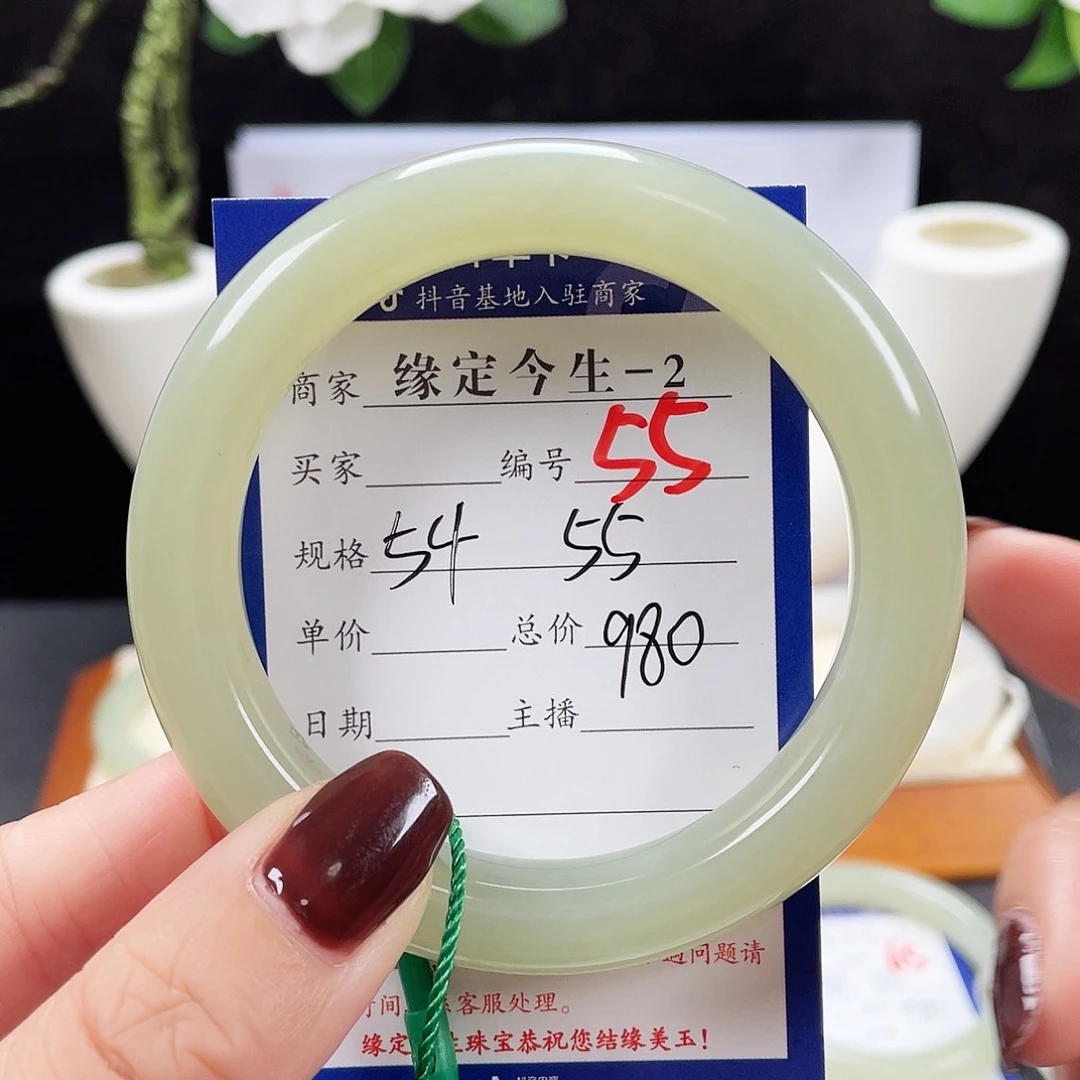 抖音基地入驻商家
商家 缘定今生-2
买家 编号 55
规格 54 55
单价 总价 980
日期 主播
问题请
客服处理。
缘定 珠宝恭祝您结缘美玉!